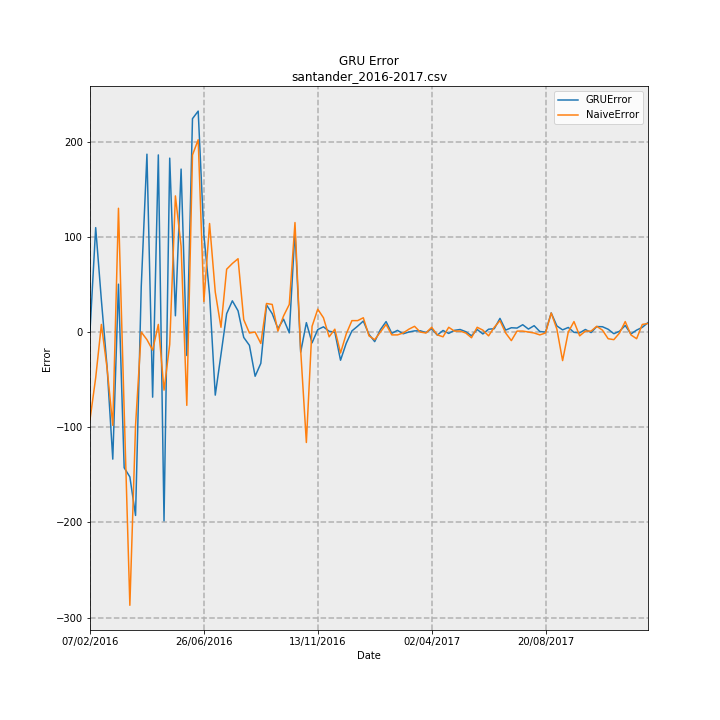 GRU Error
santander_2016-2017.csv
GRUError
NaiveError
Error
200
100
0
−100
−200
−300
07/02/2016
26/06/2016
13/11/2016
02/04/2017
20/08/2017
Date